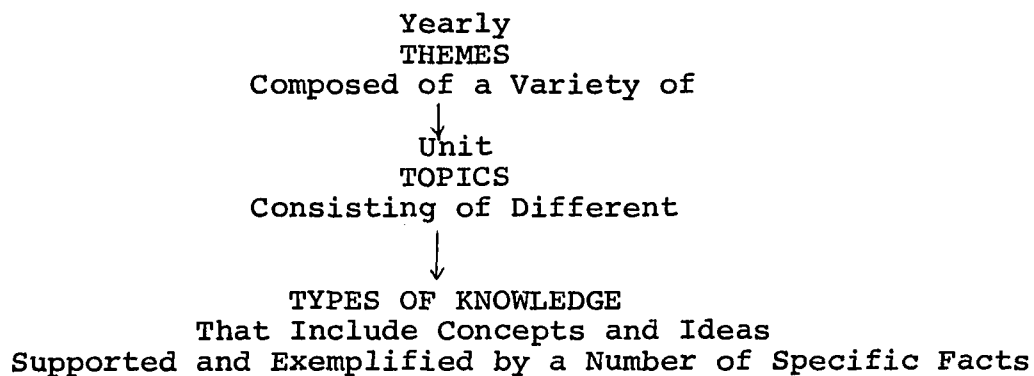 Yearly
THEMES
Composed of a Variety of
Unit
TOPICS
Consisting of Different
TYPES OF KNOWLEDGE
That Include Concepts and Ideas
Supported and Exemplified by a Number of Specific Facts